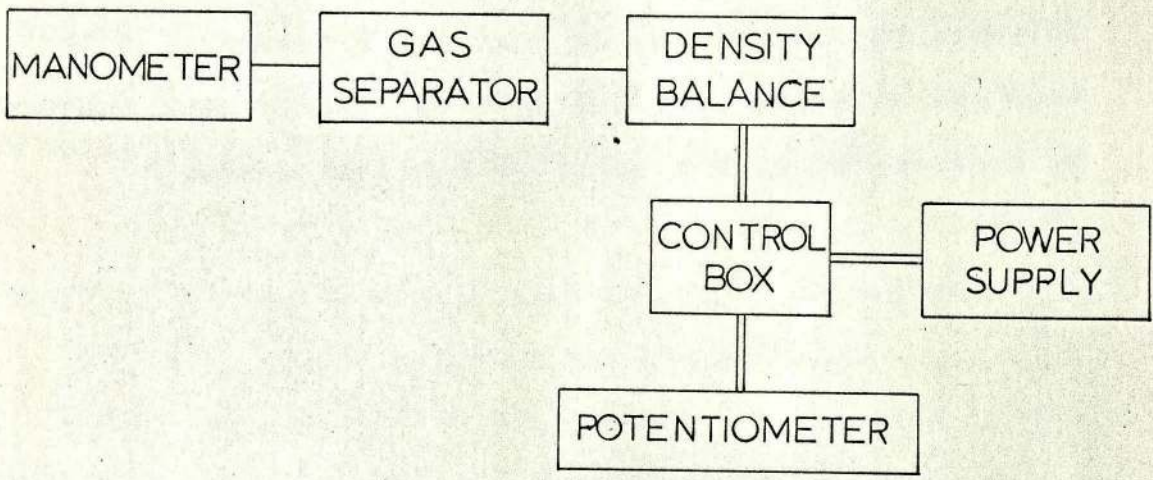 MANOMETER
GAS
SEPARATOR
DENSITY
BALANCE
CONTROL
BOX
POWER
SUPPLY
POTENTIOMETER